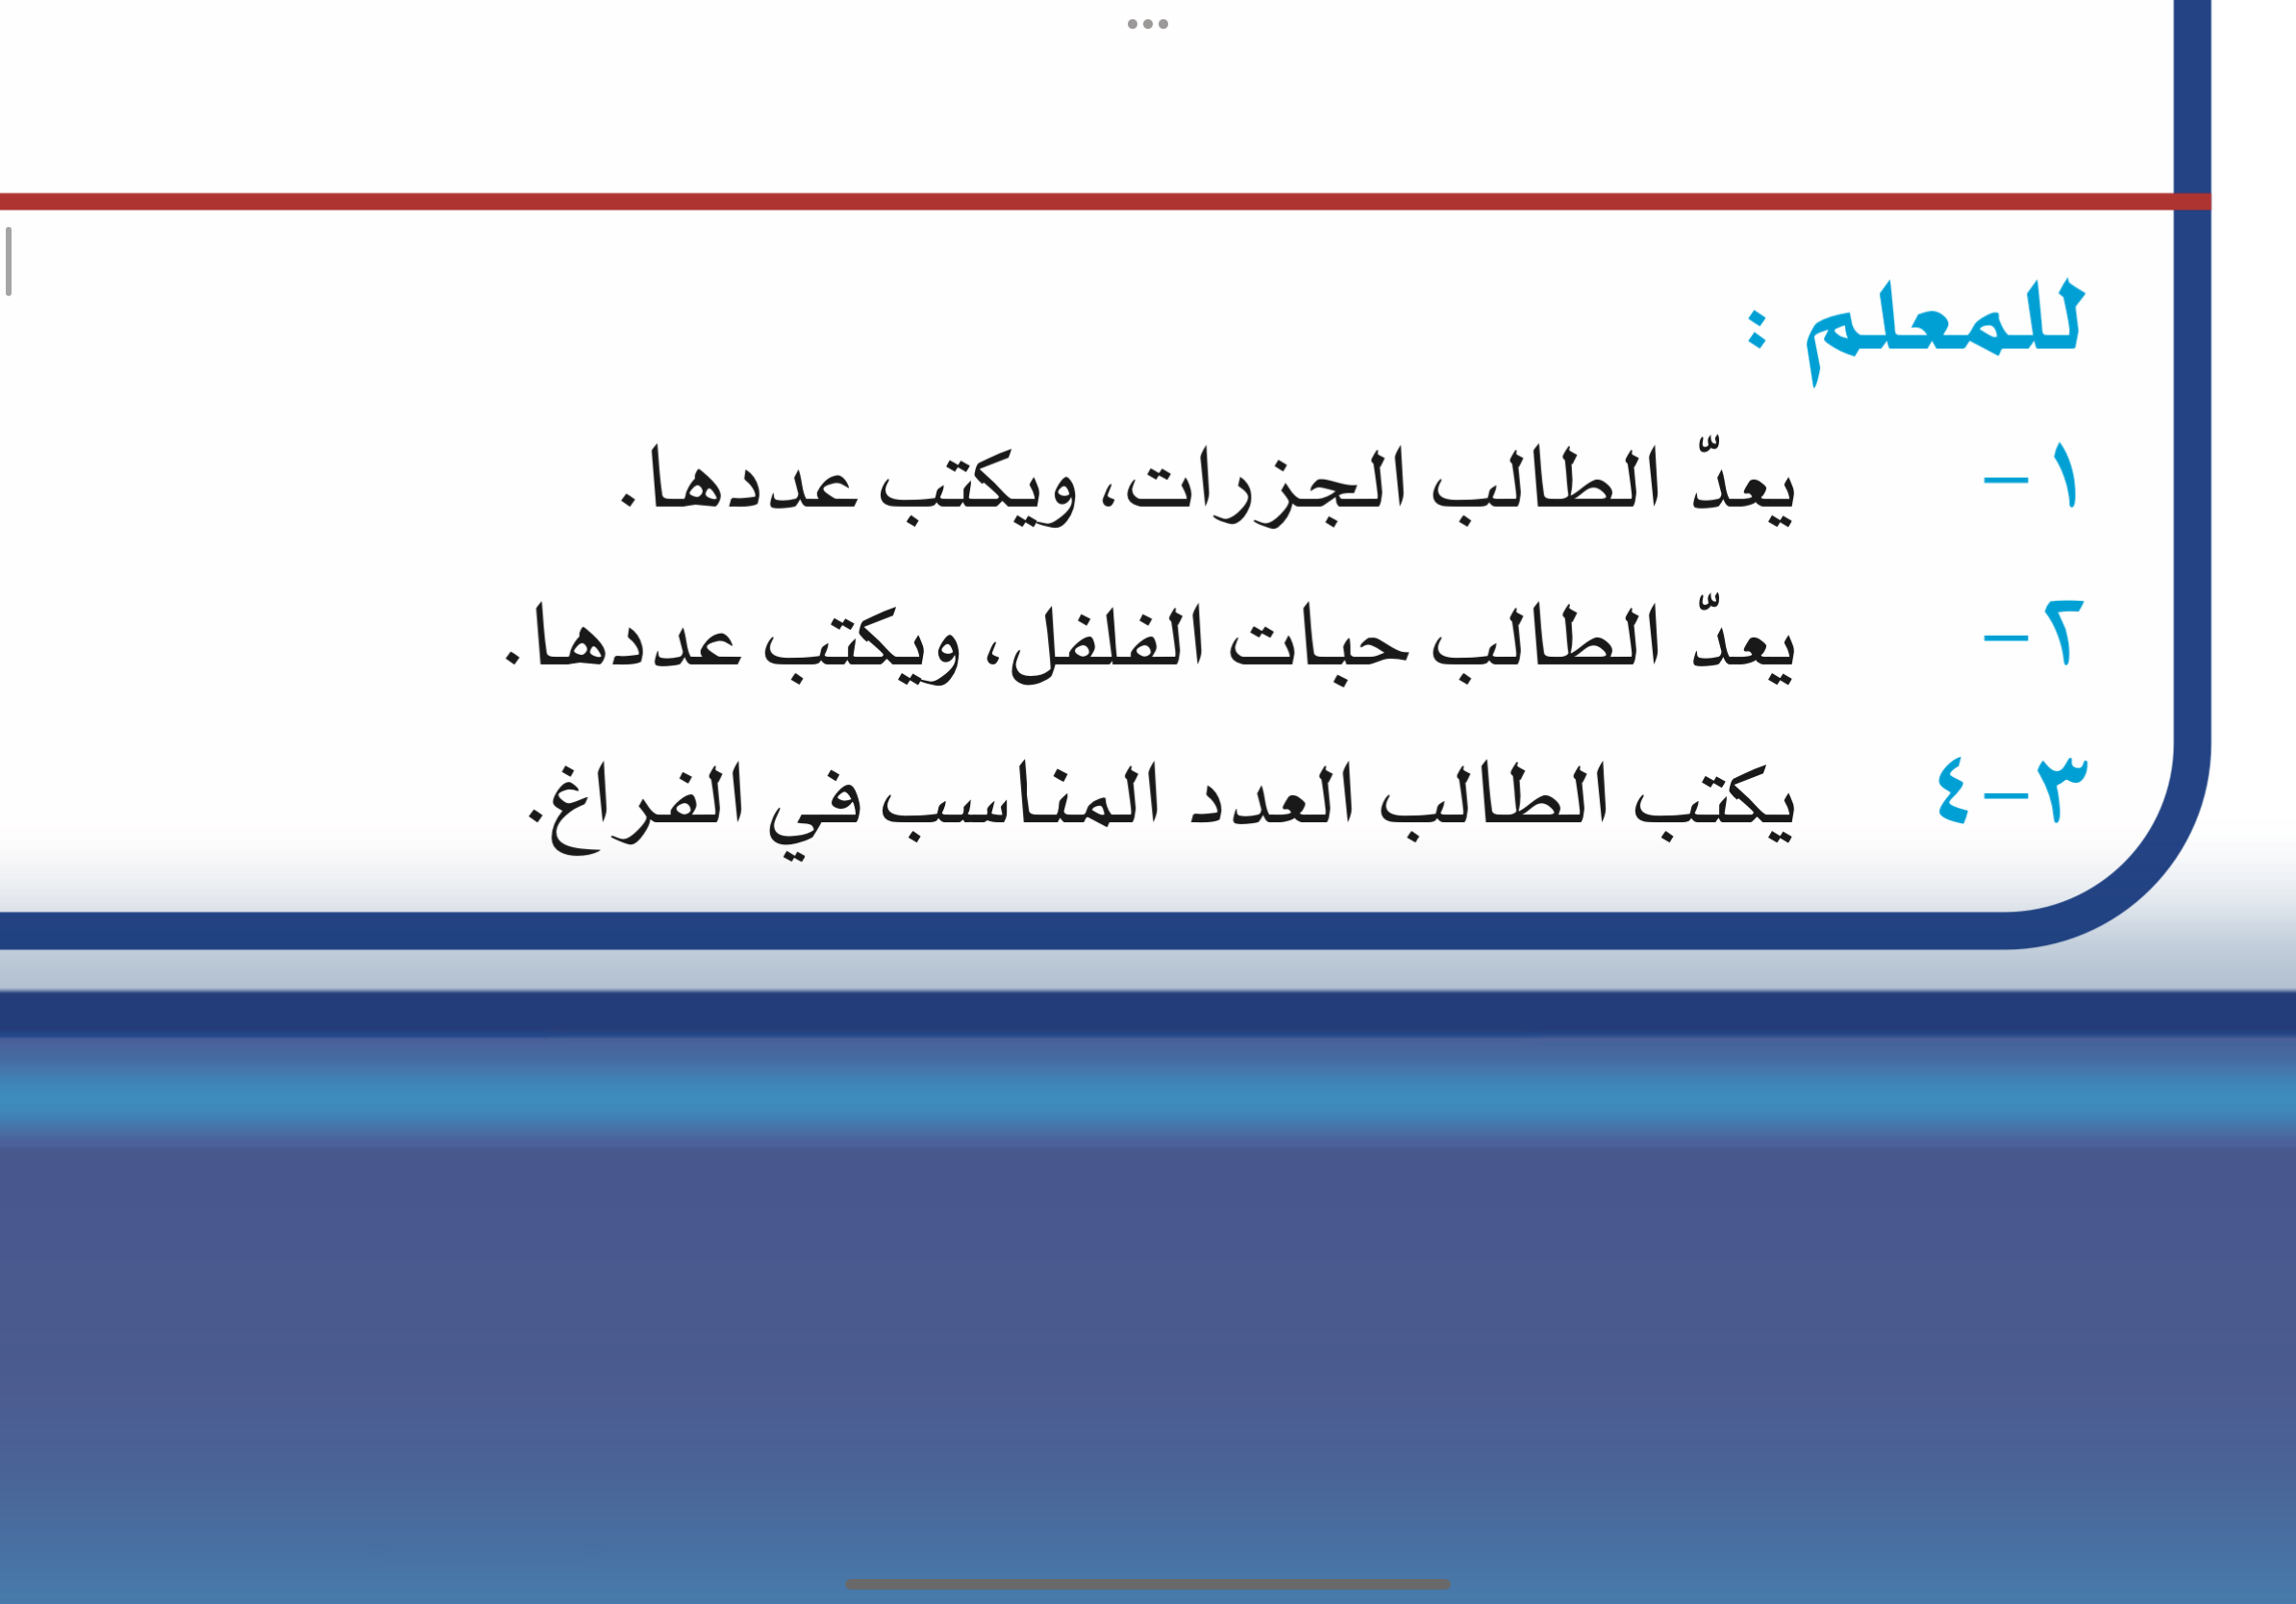 للمعلم :
١– يعدّ الطالب الجزرات، ويكتب عددها.
٢– يعدّ الطالب حبات الفلفل، ويكتب عددها.
٣–٤ يكتب الطالب العدد المناسب في الفراغ.